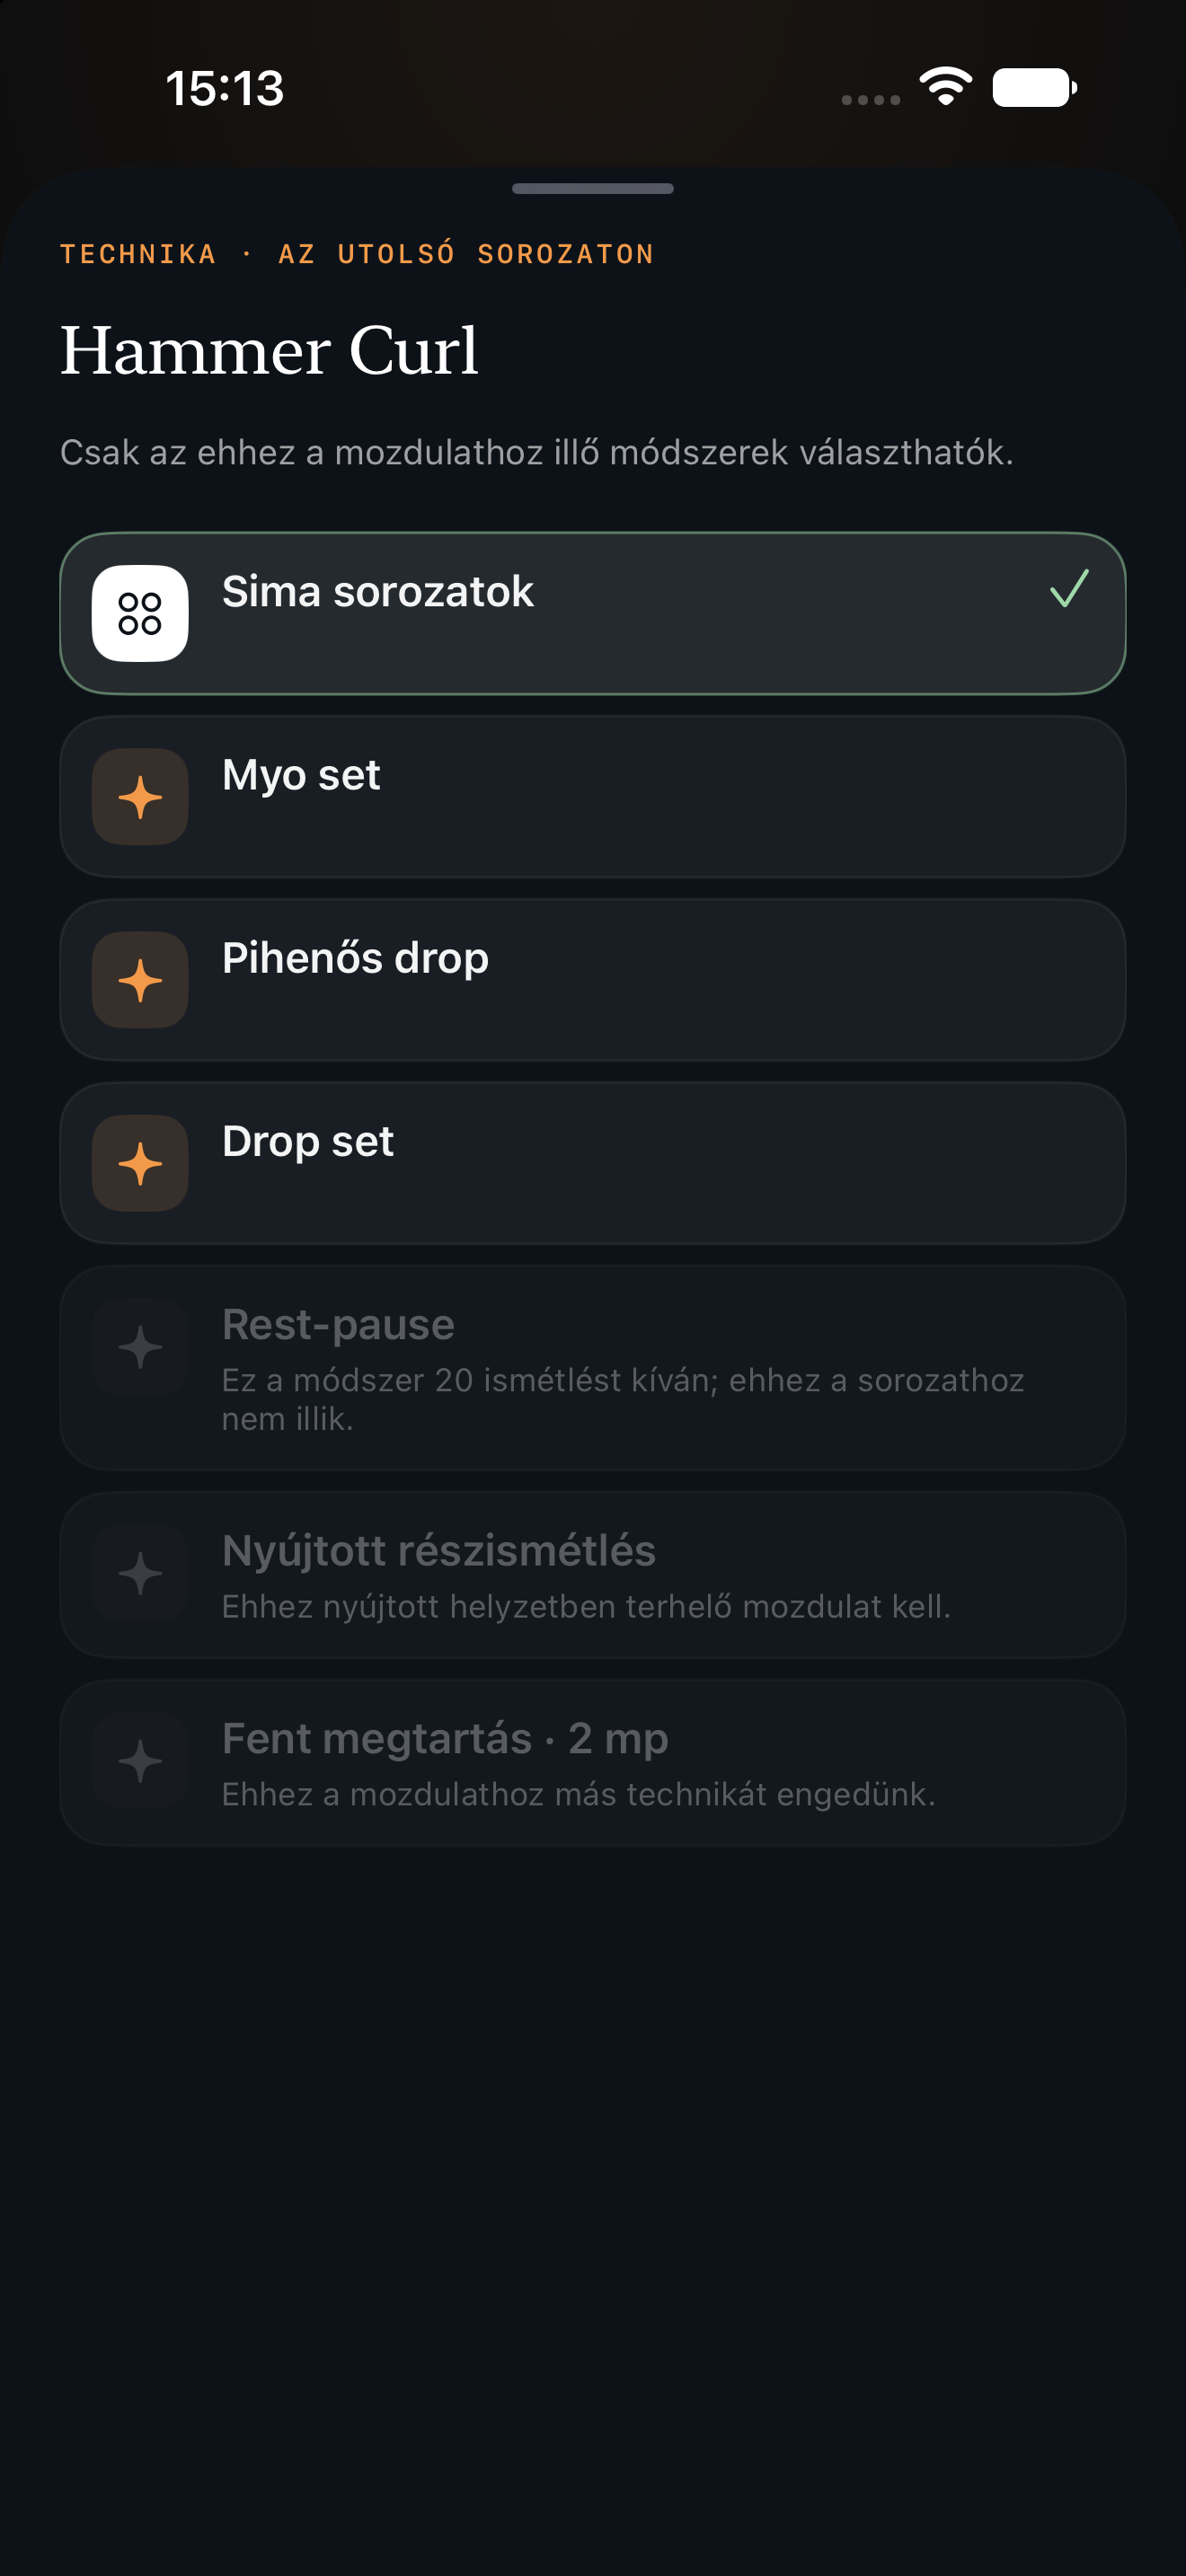 15:13
TECHNIKA · AZ UTOLSÓ SOROZATON
Hammer Curl
Csak az ehhez a mozdulathoz illő módszerek választhatók.
Sima sorozatok
Myo set
Pihenős drop
Drop set
Rest-pause
Ez a módszer 20 ismétlést kíván; ehhez a sorozathoz
nem illik.
Nyújtott részismétlés
Ehhez nyújtott helyzetben terhelő mozdulat kell.
Fent megtartás · 2 mp
Ehhez a mozdulathoz más technikát engedünk.